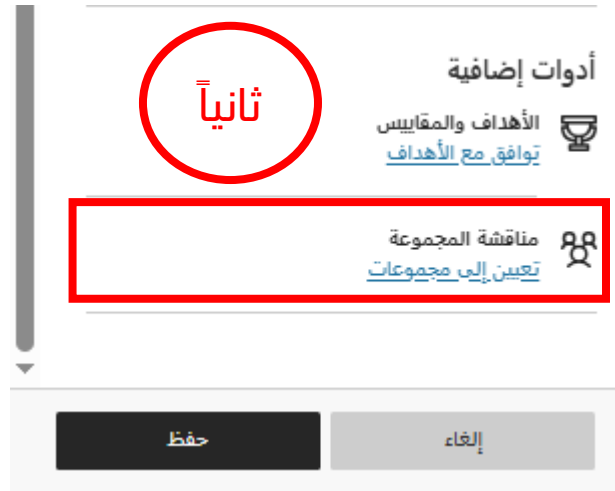 أدوات إضافية
ثانياً
الأهداف والمقاييس
توافق مع الأهداف
مناقشة المجموعة
تعيين إلى مجموعات
إلغاء
حفظ